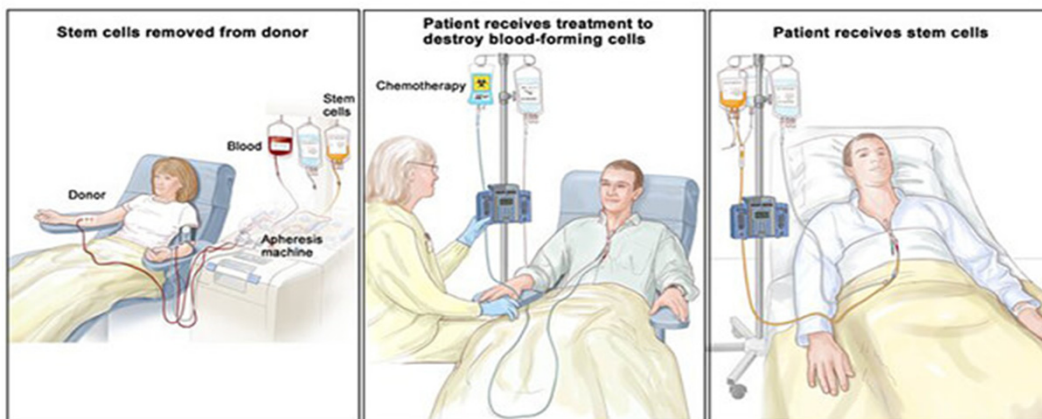 Stem cells removed from donor
Stem
cells
Blood
Donor
Apheresis
machine
Patient receives treatment to
destroy blood-forming cells
Chemotherapy
Patient receives stem cells